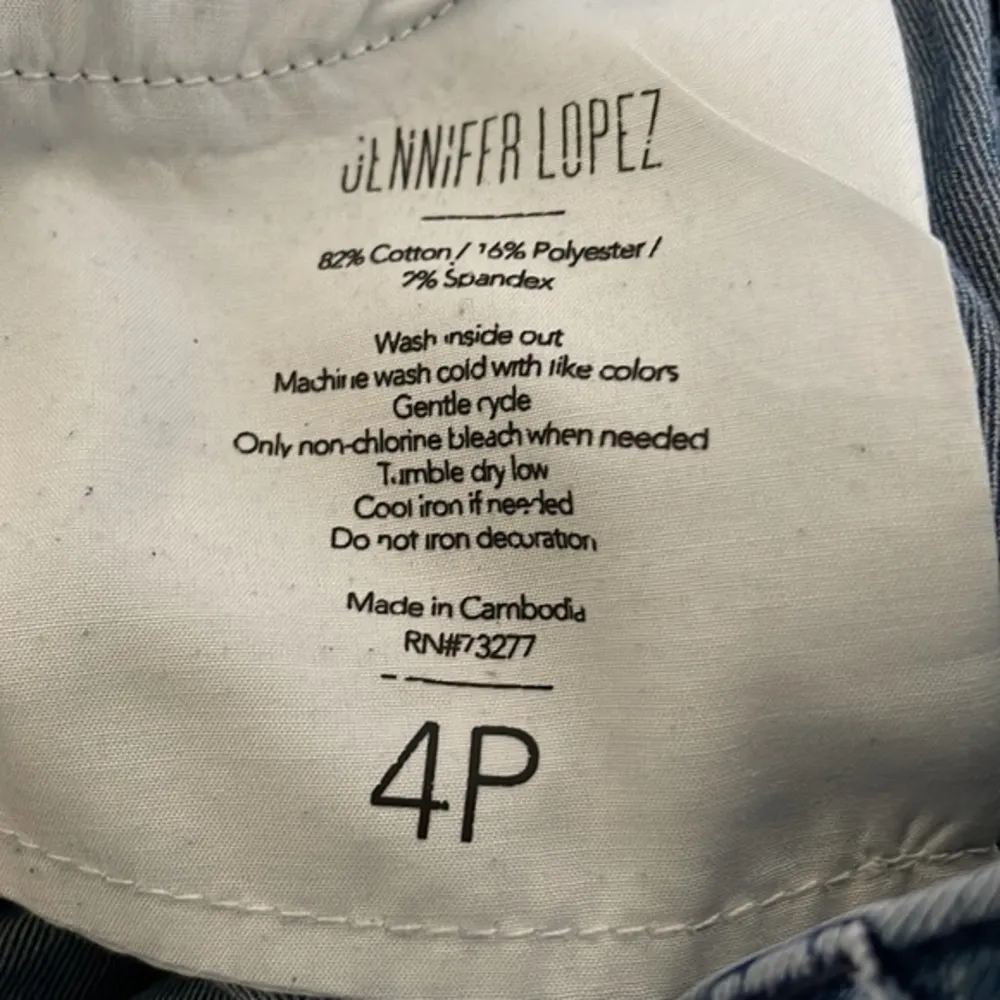 JENNIFER LOPEZ
82% Cotton / 16% Polyester /
2% Spandex
Wash inside out
Machine wash cold with like colors
Gentle cycle
Only non-chlorine bleach when needed
Tumble dry low
Cool iron if needed
Do not iron decoration
Made in Cambodia
RN#73277
4P